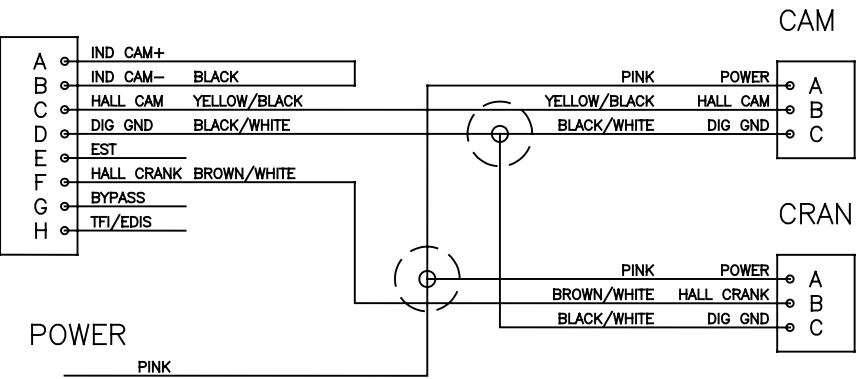 CAM
A IND CAM+
B IND CAM- BLACK
PINK POWER A
C HALL CAM YELLOW/BLACK
YELLOW/BLACK HALL CAM B
D DIG GND BLACK/WHITE
BLACK/WHITE DIG GND C
E EST
F HALL CRANK BROWN/WHITE
G BYPASS
H TFI/EDIS
CRAN
PINK POWER A
BROWN/WHITE HALL CRANK B
BLACK/WHITE DIG GND C
POWER
PINK